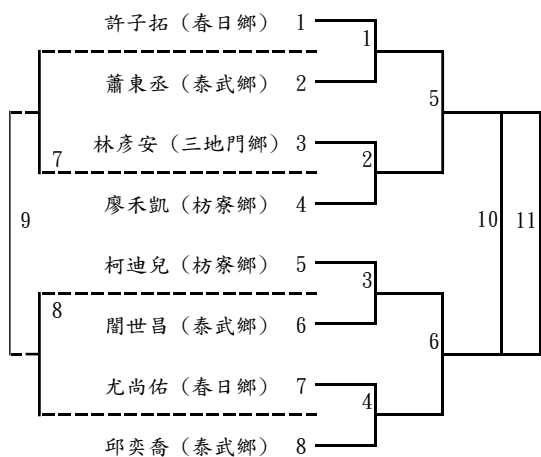 許子拓 (春日鄉) 1
1
蕭東丞 (泰武鄉) 2
5
林彥安 (三地門鄉) 3
7
2
廖禾凱 (枋寮鄉) 4
9
10
11
柯迪兒 (枋寮鄉) 5
3
8
闇世昌 (泰武鄉) 6
6
尤尚佑 (春日鄉) 7
4
邱奕喬 (泰武鄉) 8